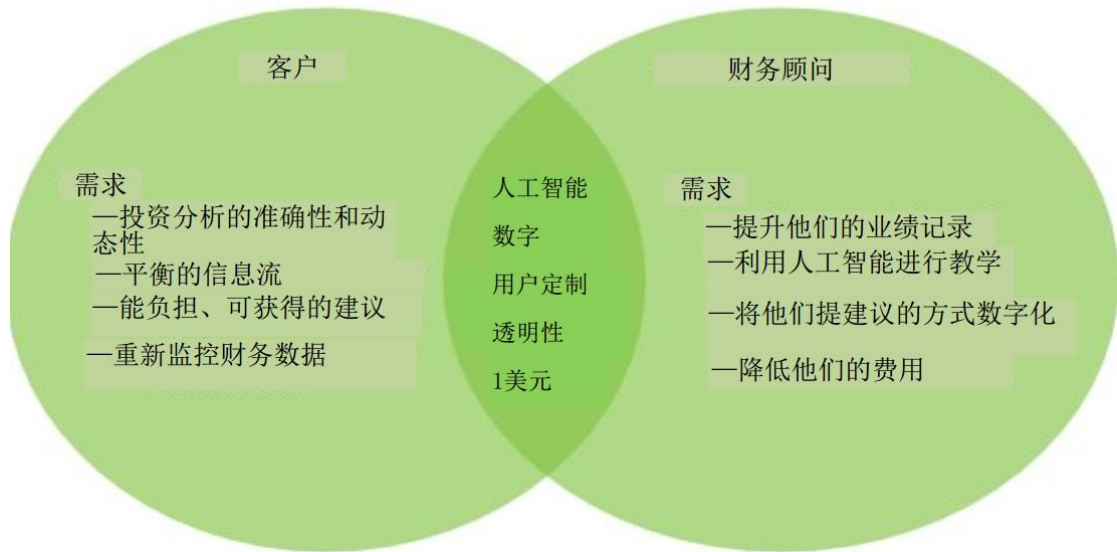 客户
需求
—投资分析的准确性和动
态性
—平衡的信息流
—能负担、可获得的建议
—重新监控财务数据
人工智能
数字
用户定制
透明性
1美元
财务顾问
需求
—提升他们的业绩记录
—利用人工智能进行教学
—将他们提建议的方式数字化
—降低他们的费用